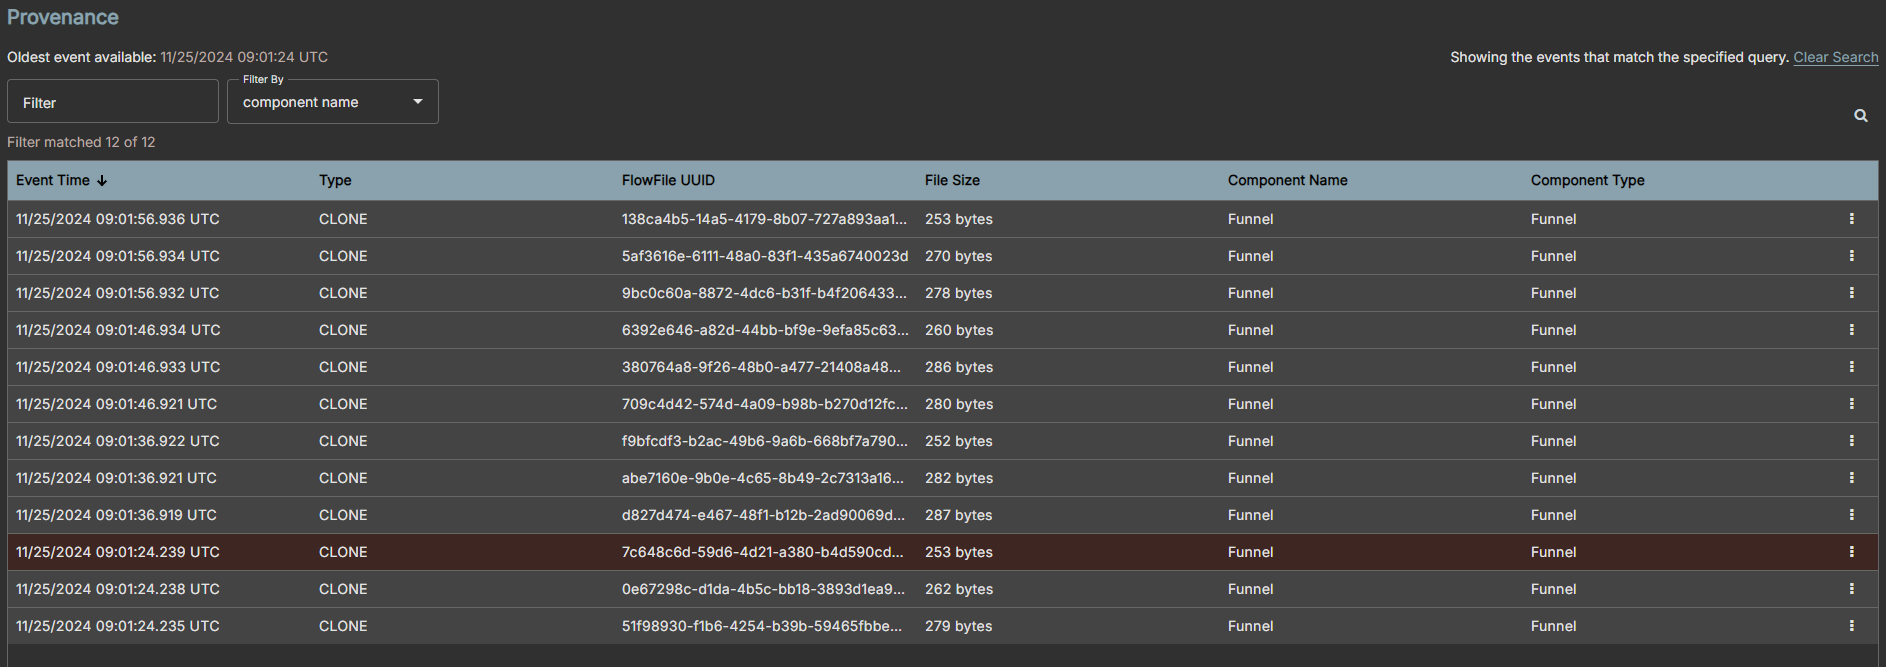 Provenance
Oldest event available: 11/25/2024 09:01:24 UTC
Showing the events that match the specified query. Clear Search
Filter By
Filter
component name
Filter matched 12 of 12
Event Time Type FlowFile UUID File Size Component Name Component Type
11/25/2024 09:01:56.936 UTC CLONE 138ca4b5-14a5-4179-8b07-727a893aa1... 253 bytes Funnel Funnel
11/25/2024 09:01:56.934 UTC CLONE 5af3616e-6111-48a0-83f1-435a6740023d 270 bytes Funnel Funnel
11/25/2024 09:01:56.932 UTC CLONE 9bc0c60a-8872-4dc6-b31f-b4f206433... 278 bytes Funnel Funnel
11/25/2024 09:01:46.934 UTC CLONE 6392e646-a82d-44bb-bf9e-9efa85c63... 260 bytes Funnel Funnel
11/25/2024 09:01:46.933 UTC CLONE 380764a8-9f26-48b0-a477-21408a48... 286 bytes Funnel Funnel
11/25/2024 09:01:46.921 UTC CLONE 709c4d42-574d-4a09-b98b-b270d12fc... 280 bytes Funnel Funnel
11/25/2024 09:01:36.922 UTC CLONE f9bfcdf3-b2ac-49b6-9a6b-668bf7a790... 252 bytes Funnel Funnel
11/25/2024 09:01:36.921 UTC CLONE abe7160e-9b0e-4c65-8b49-2c7313a16... 282 bytes Funnel Funnel
11/25/2024 09:01:36.919 UTC CLONE d827d474-e467-48f1-b12b-2ad90069d... 287 bytes Funnel Funnel
11/25/2024 09:01:24.239 UTC CLONE 7c648c6d-59d6-4d21-a380-b4d590cd... 253 bytes Funnel Funnel
11/25/2024 09:01:24.238 UTC CLONE 0e67298c-d1da-4b5c-bb18-3893d1ea9... 262 bytes Funnel Funnel
11/25/2024 09:01:24.235 UTC CLONE 51f98930-f1b6-4254-b39b-59465fbbe... 279 bytes Funnel Funnel